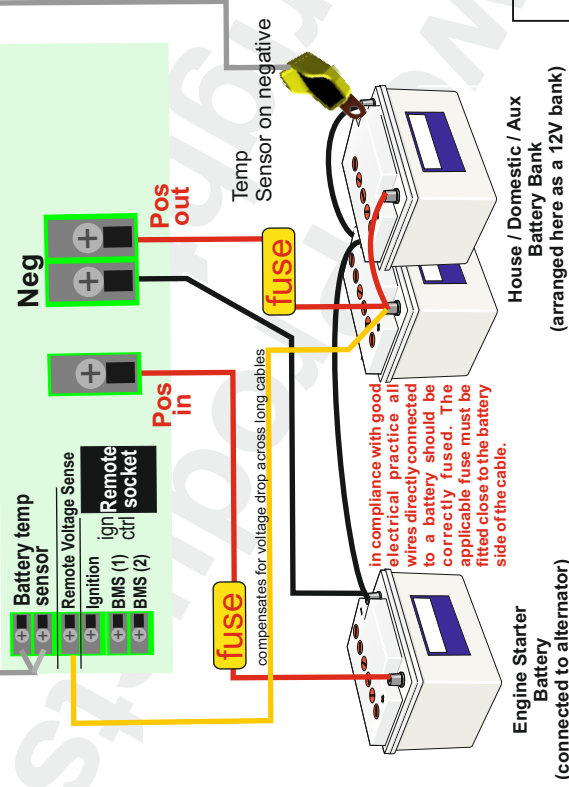 Battery temp
sensor
Remote Voltage Sense
Ignition
BMS (1)
BMS (2)
ign
ctrl
Remote
socket
Neg
Pos
in
Pos
out
fuse
fuse
compensates for voltage drop across long cables
Temp
Sensor on negative
in compliance with good
electrical practice all
wires directly connected
to a battery should be
correctly fused. The
applicable fuse must be
fitted close to the battery
side of the cable.
Engine Starter
Battery
(connected to alternator)
House / Domestic / Aux
Battery Bank
(arranged here as a 12V bank)